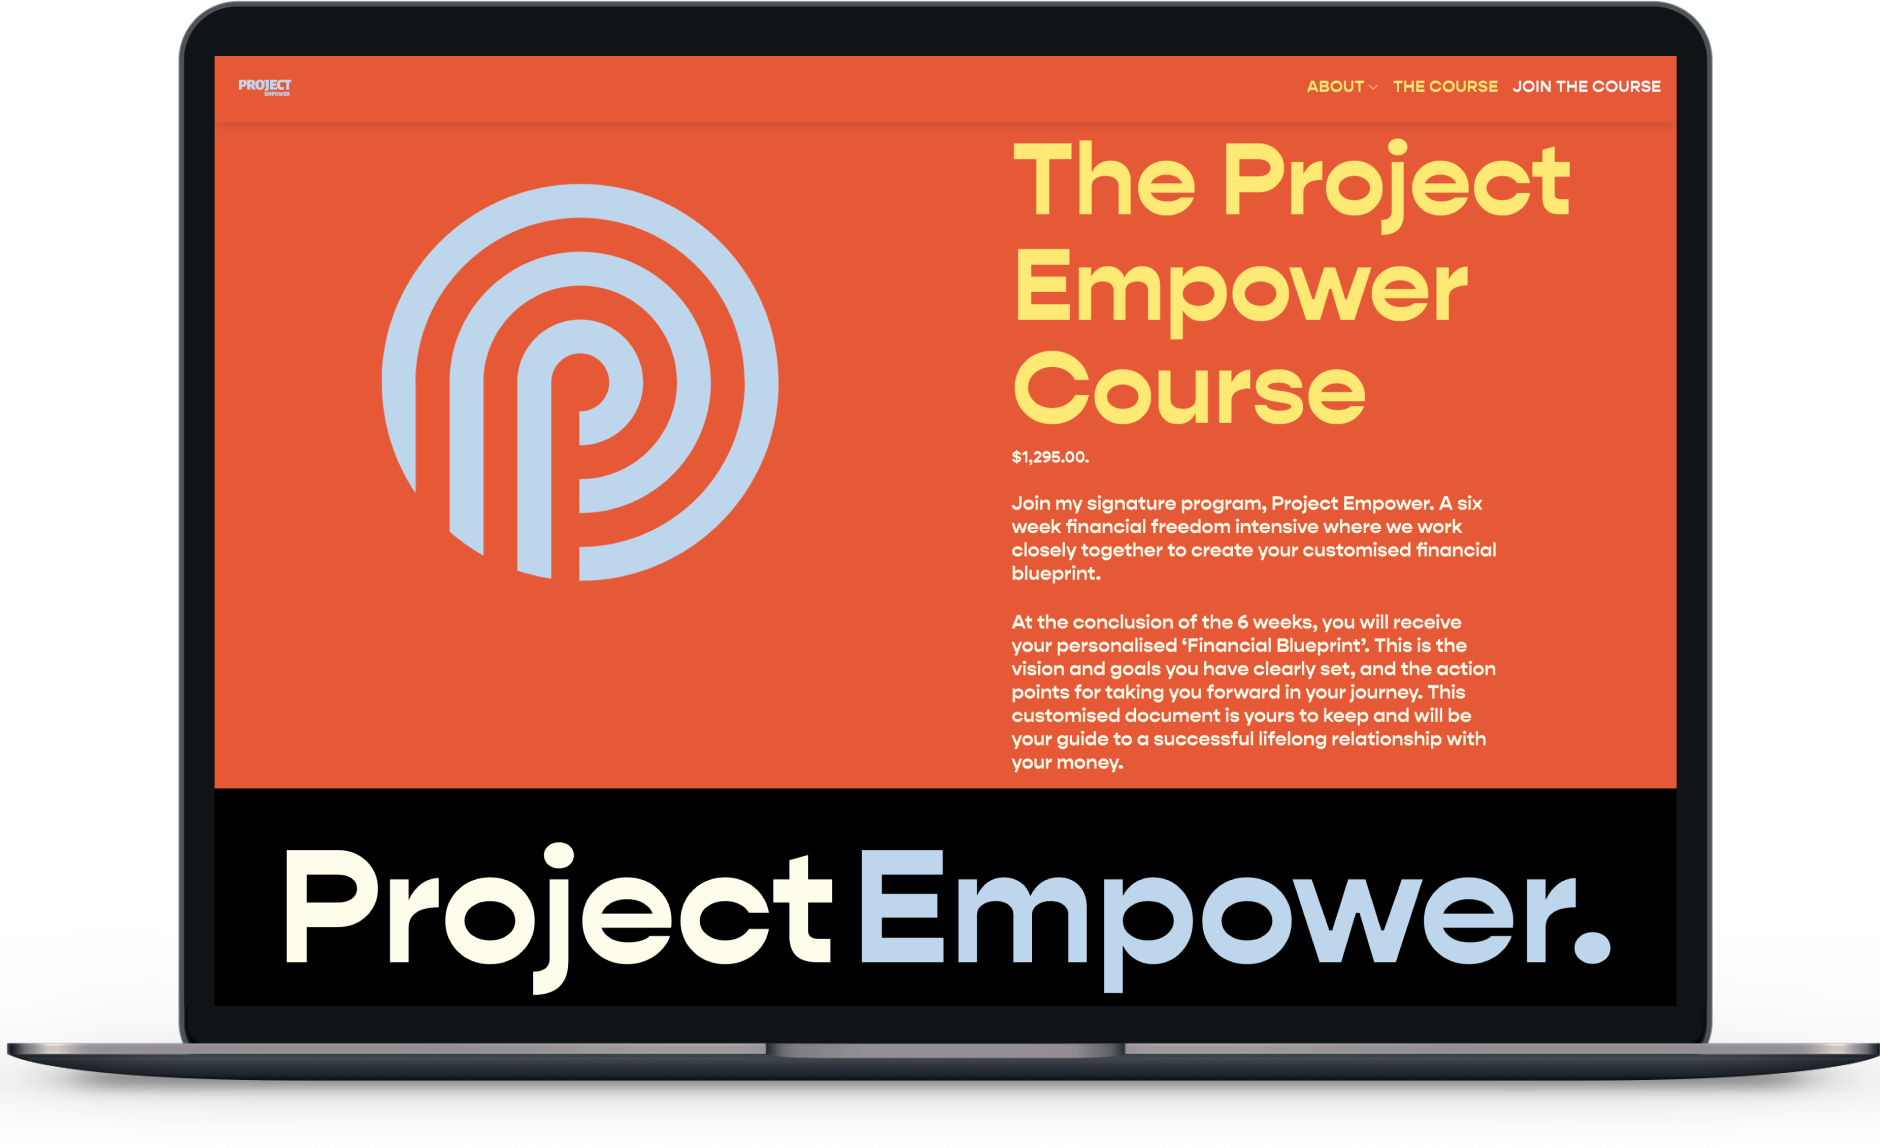 PROJECT
EMPOWER
ABOUT THE COURSE JOIN THE COURSE
The Project
Empower
Course
$1,295.00.
Join my signature program, Project Empower. A six
week financial freedom intensive where we work
closely together to create your customised financial
blueprint.
At the conclusion of the 6 weeks, you will receive
your personalised ‘Financial Blueprint’. This is the
vision and goals you have clearly set, and the action
points for taking you forward in your journey. This
customised document is yours to keep and will be
your guide to a successful lifelong relationship with
your money.
Project Empower.